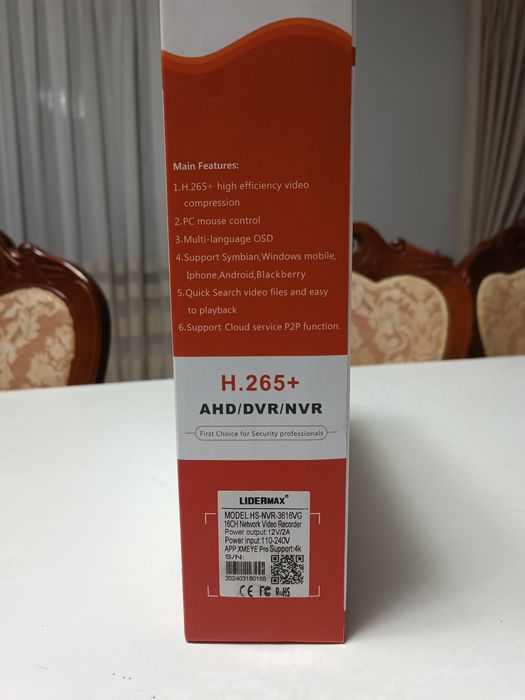 Main Features:
1.H.265+ high efficiency video
compression
2.PC mouse control
3.Multi-language OSD
4.Support Symbian,Windows mobile,
Iphone,Android,Blackberry
5.Quick Search video files and easy
to playback
6.Support Cloud service P2P function.
H.265+
AHD/DVR/NVR
First Choice for Security professionals
LIDERMAX®
MODEL:HS-NVR-3616VG
16CH Network Video Recorder
Power output:12V/2A
Power input:110-240V
APP:XMEYE Pro Support:4k
S/N:
202403180168
CE FC RoHS